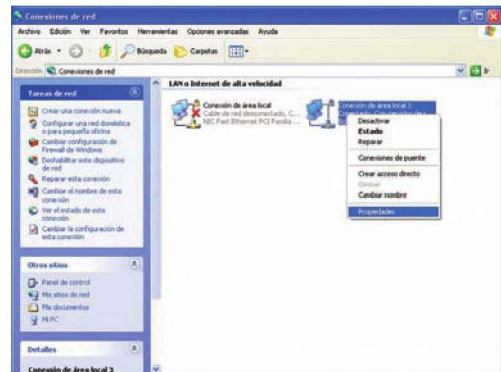 Conexiones de red
Archivo Edición Ver Favoritos Herramientas Opciones avanzadas Ayuda
Atrás Búsqueda Carpetas
Dirección Conexiones de red Ir
Tareas de red
Crear una conexión nueva
Configurar una red doméstica
o para pequeña oficina
Cambiar configuración de
Firewall de Windows
Deshabilitar este dispositivo
de red
Reparar esta conexión
Cambiar el nombre de esta
conexión
Ver el estado de esta
conexión
Cambiar la configuración de
esta conexión
Otros sitios
Panel de control
Mis sitios de red
Mis documentos
Mi PC
Detalles
Conexión de área local 3
LAN o Internet de alta velocidad
Conexión de área local
Cable de red desconectado, C...
NIC Fast Ethernet PCI Familia ...
Conexión de área local 3
Desactivar
Estado
Reparar
Conexiones de puente
Crear acceso directo
Eliminar
Cambiar nombre
Propiedades